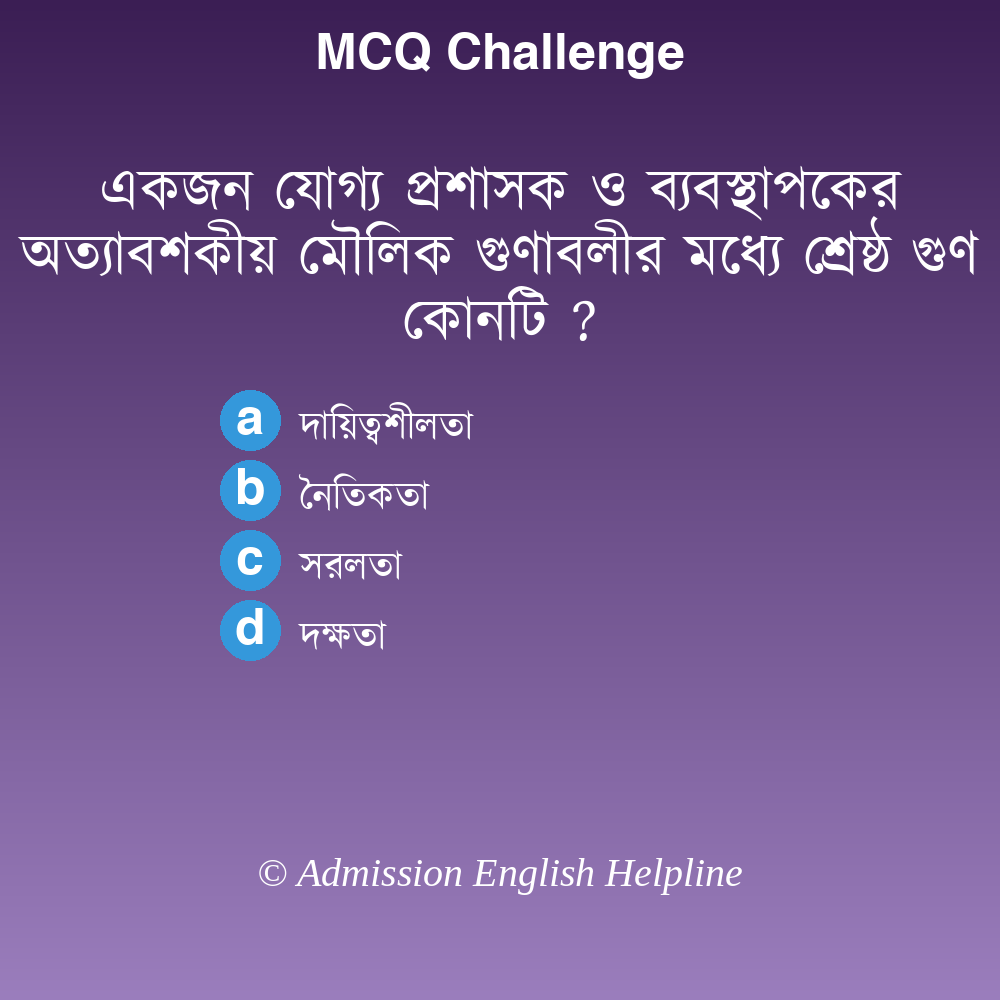 MCQ Challenge
একজন যোগ্য প্রশাসক ও ব্যবস্থাপকের
অত্যাবশকীয় মৌলিক গুণাবলীর মধ্যে শ্রেষ্ঠ গুণ
কোনটি ?
a দায়িত্বশীলতা
b নৈতিকতা
c সরলতা
d দক্ষতা
© Admission English Helpline